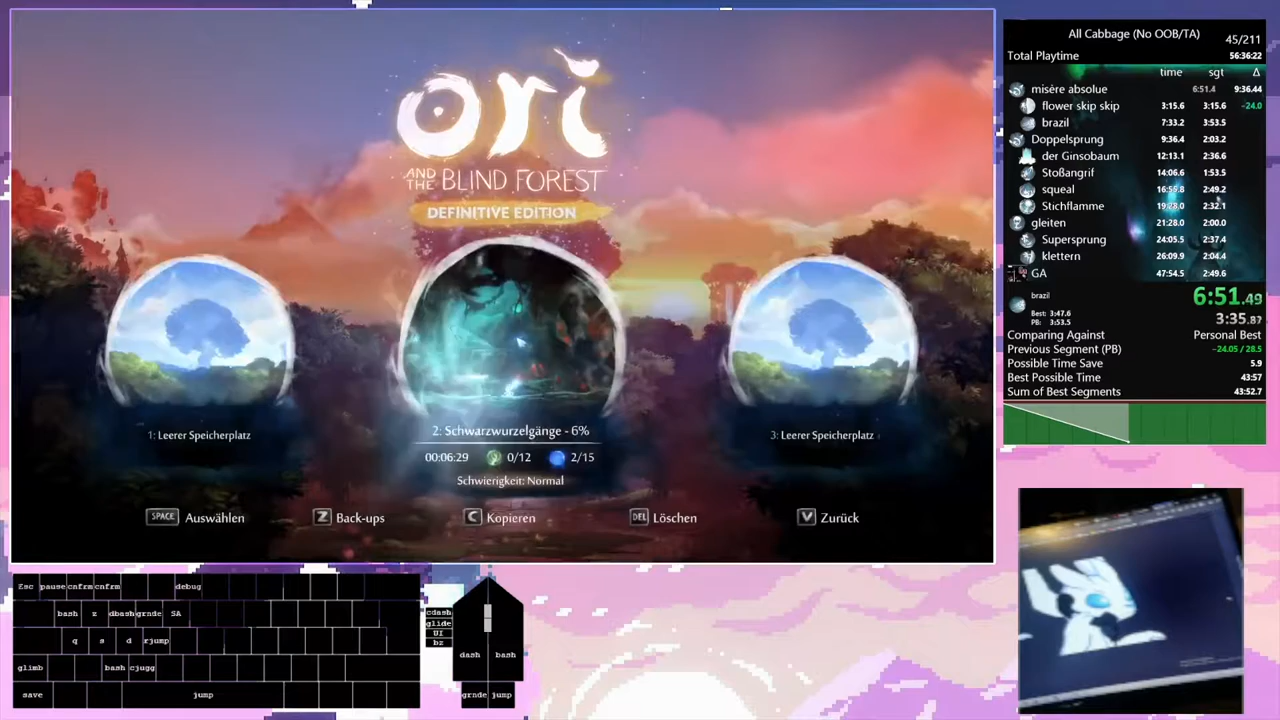 ori
AND THE BLIND FOREST
DEFINITIVE EDITION
1: Leerer Speicherplatz
2: Schwarzwurzelgänge - 6%
00:06:29 0/12 2/15
Schwierigkeit: Normal
3: Leerer Speicherplatz
SPACE Auswählen
Z Back-ups
C Kopieren
DEL Löschen
V Zurück
All Cabbage (No OOB/TA) 45/211
Total Playtime 56:36:22
time sgt Δ
misère absolue 6:51.4 9:36.44
flower skip skip 3:15.6 3:15.6 -24.0
brazil 7:33.2 3:53.5
Doppelsprung 9:36.4 2:03.2
der Ginsobaum 12:13.1 2:36.6
Stoßangrif 14:06.6 1:53.5
squeal 16:55.8 2:49.2
Stichflamme 19:28.0 2:32.1
gleiten 21:28.0 2:00.0
Supersprung 24:05.5 2:37.4
klettern 26:09.9 2:04.4
GA 47:54.5 2:49.6
brazil 6:51.49
Best: 3:47.6
PB: 3:53.5 3:35.87
Comparing Against Personal Best
Previous Segment (PB) -24.05 / 28.5
Possible Time Save 5.9
Best Possible Time 43:57
Sum of Best Segments 43:52.7
Esc pause cnfrm cnfrm debug
bash z dbash grnde SA
q s d rjump
glimb bash cjugg
save jump
cdash
glide
UI
bz
dash bash
grnde jump